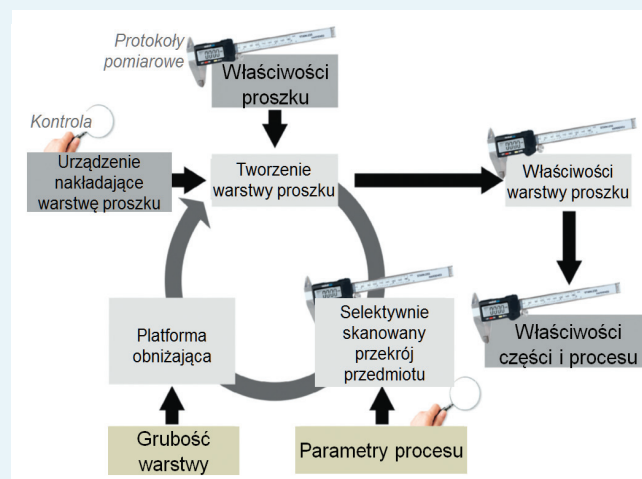 Protokoły
pomiarowe
Właściwości
proszku
Kontrola
Urządzenie
nakładające
warstwę proszku
Tworzenie
warstwy proszku
Właściwości
warstwy proszku
Platforma
obniżająca
Selektywnie
skanowany
przekrój
przedmiotu
Właściwości
części i procesu
Grubość
warstwy
Parametry procesu